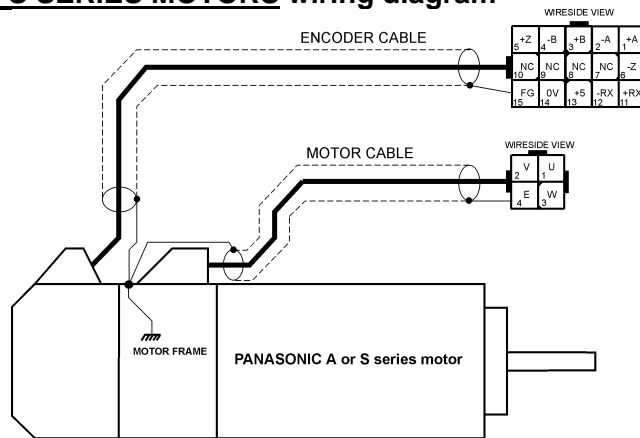 S SERIES MOTORS wiring diagram
WIRESIDE VIEW
ENCODER CABLE
+Z -B +B -A +A
5 4 3 2 1
NC NC NC NC -Z
10 9 8 7 6
FG 0V +5 -RX +RX
15 14 13 12 11
WIRESIDE VIEW
MOTOR CABLE
V U
2 1
E W
4 3
MOTOR FRAME
PANASONIC A or S series motor